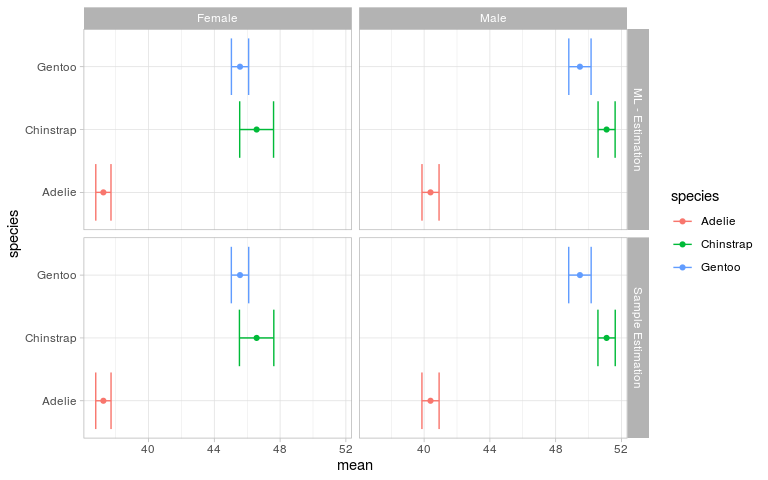 Female Male
Gentoo
Chinstrap
Adelie
ML - Estimation
Gentoo
Chinstrap
Adelie
Sample Estimation
40 44 48 52 40 44 48 52
mean
species
species
Adelie
Chinstrap
Gentoo